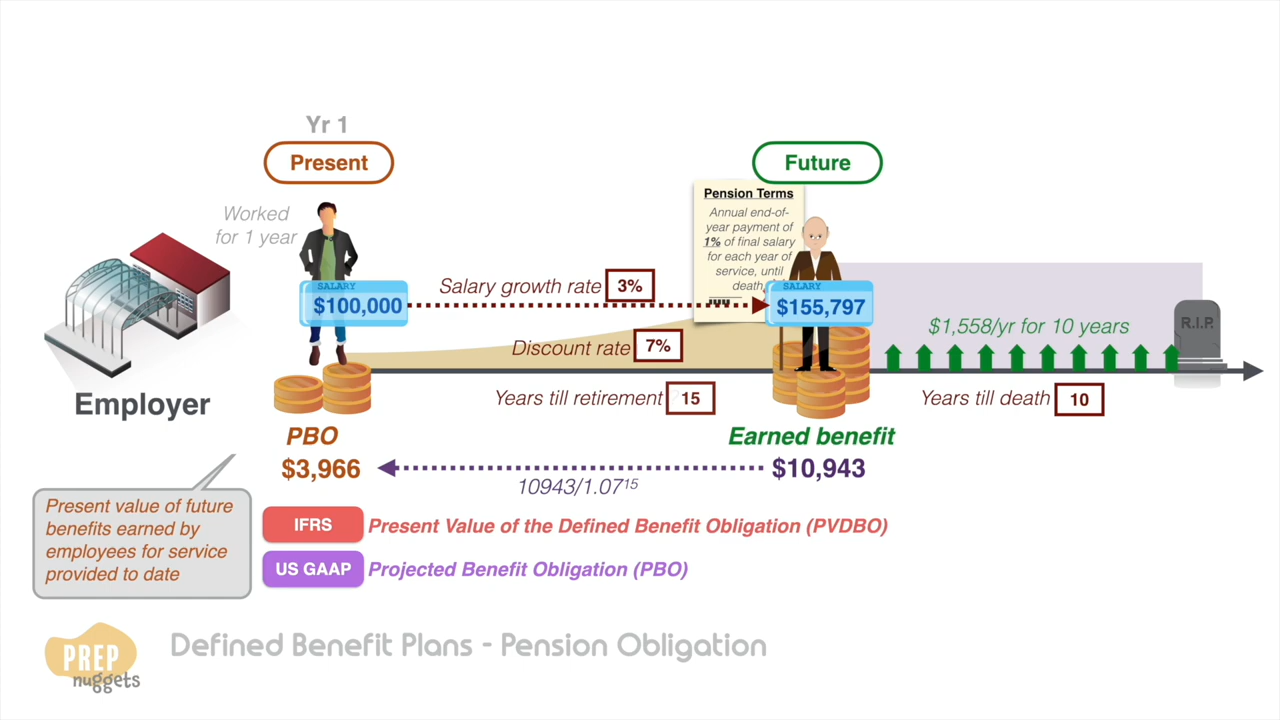 Yr 1
Present
Future
Worked
for 1 year
Pension Terms
Annual end-of-
year payment of
1% of final salary
for each year of
service, until
death
SALARY
$100,000
Salary growth rate 3%
SALARY
$155,797
Discount rate 7%
$1,558/yr for 10 years
R.I.P.
Employer
Years till retirement 15
Years till death 10
PBO
Earned benefit
$3,966
$10,943
10943/1.07¹⁵
Present value of future
benefits earned by
employees for service
provided to date
IFRS Present Value of the Defined Benefit Obligation (PVDBO)
US GAAP Projected Benefit Obligation (PBO)
PREP
nuggets
Defined Benefit Plans - Pension Obligation